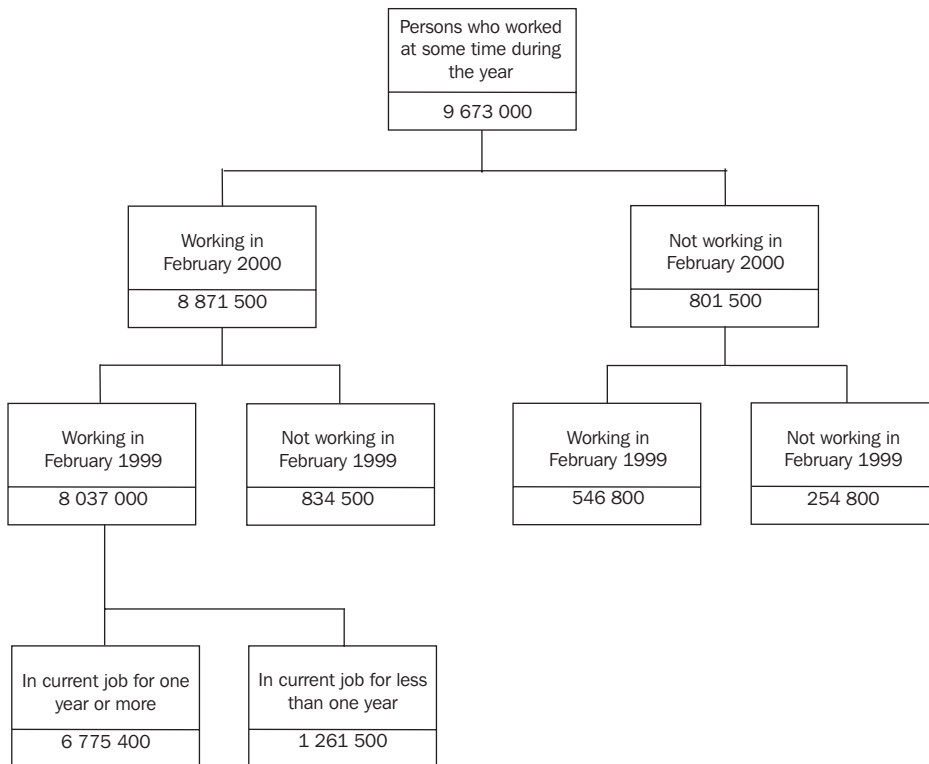 Persons who worked
at some time during
the year
9 673 000
Working in
February 2000
8 871 500
Not working in
February 2000
801 500
Working in
February 1999
8 037 000
Not working in
February 1999
834 500
Working in
February 1999
546 800
Not working in
February 1999
254 800
In current job for one
year or more
6 775 400
In current job for less
than one year
1 261 500